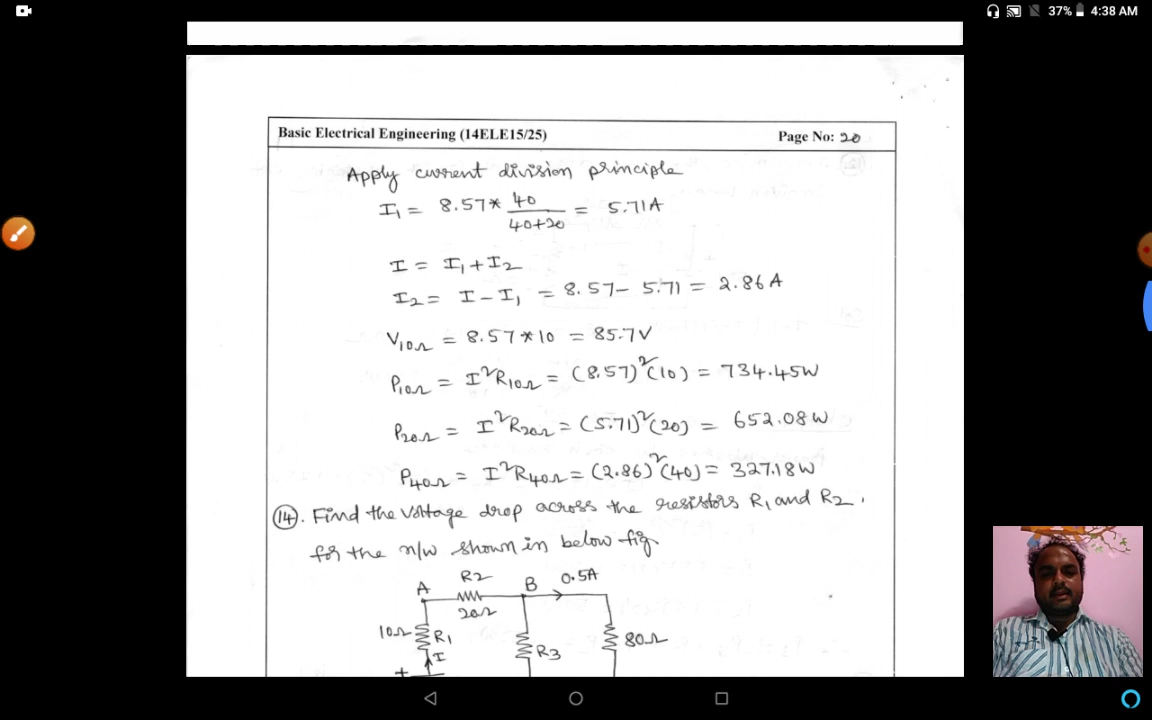 37% 4:38 AM
Basic Electrical Engineering (14ELE15/25) Page No: 20
Apply current division principle
I₁ = 8.57 * 40/(40+20) = 5.71A
I = I₁ + I₂
I₂ = I - I₁ = 8.57 - 5.71 = 2.86 A
V₁₀Ω = 8.57 * 10 = 85.7V
P₁₀Ω = I²R₁₀Ω = (8.57)²(10) = 734.45W
P₂₀Ω = I²R₂₀Ω = (5.71)²(20) = 652.08W
P₄₀Ω = I²R₄₀Ω = (2.86)²(40) = 327.18W
(14). Find the voltage drop across the resistors R₁ and R₂.
for the n/w shown in below fig
A R2 B 0.5A
20Ω
10Ω R₁ R3 80Ω
I
+